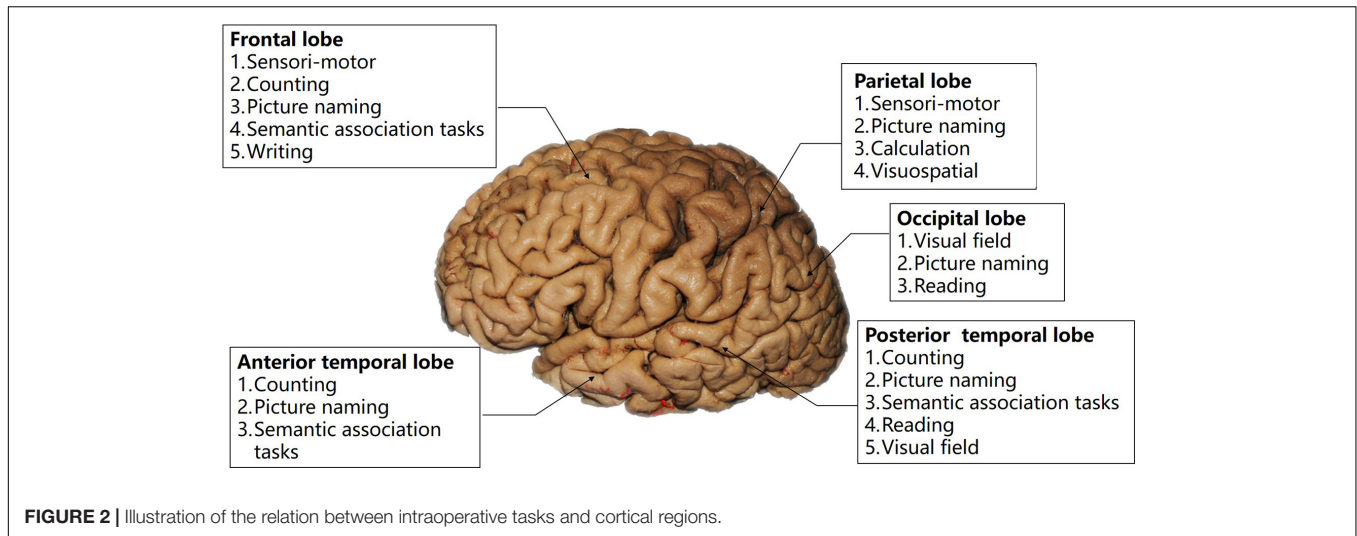 Frontal lobe
1.Sensori-motor
2.Counting
3.Picture naming
4.Semantic association tasks
5.Writing
Parietal lobe
1.Sensori-motor
2.Picture naming
3.Calculation
4.Visuospatial
Occipital lobe
1.Visual field
2.Picture naming
3.Reading
Anterior temporal lobe
1.Counting
2.Picture naming
3.Semantic association
tasks
Posterior temporal lobe
1.Counting
2.Picture naming
3.Semantic association tasks
4.Reading
5.Visual field
FIGURE 2 | Illustration of the relation between intraoperative tasks and cortical regions.